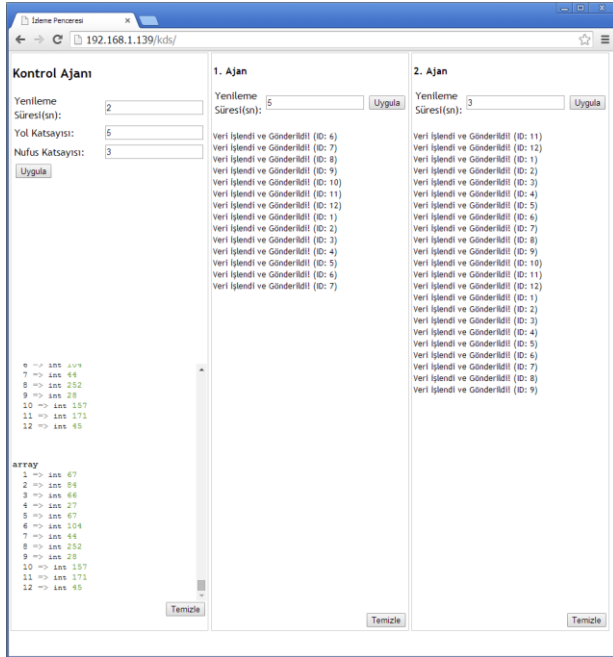 İzleme Penceresi
192.168.1.139/kds/
Kontrol Ajanı
Yenileme
Süresi(sn):
2
Yol Katsayısı:
5
Nufus Katsayısı:
3
Uygula
7 => int 44
8 => int 252
9 => int 28
10 => int 157
11 => int 171
12 => int 45
array
1 => int 67
2 => int 84
3 => int 66
4 => int 27
5 => int 67
6 => int 104
7 => int 44
8 => int 252
9 => int 28
10 => int 157
11 => int 171
12 => int 45
Temizle
1. Ajan
Yenileme
Süresi(sn):
5
Uygula
Veri İşlendi ve Gönderildi! (ID: 6)
Veri İşlendi ve Gönderildi! (ID: 7)
Veri İşlendi ve Gönderildi! (ID: 8)
Veri İşlendi ve Gönderildi! (ID: 9)
Veri İşlendi ve Gönderildi! (ID: 10)
Veri İşlendi ve Gönderildi! (ID: 11)
Veri İşlendi ve Gönderildi! (ID: 12)
Veri İşlendi ve Gönderildi! (ID: 1)
Veri İşlendi ve Gönderildi! (ID: 2)
Veri İşlendi ve Gönderildi! (ID: 3)
Veri İşlendi ve Gönderildi! (ID: 4)
Veri İşlendi ve Gönderildi! (ID: 5)
Veri İşlendi ve Gönderildi! (ID: 6)
Veri İşlendi ve Gönderildi! (ID: 7)
Temizle
2. Ajan
Yenileme
Süresi(sn):
3
Uygula
Veri İşlendi ve Gönderildi! (ID: 11)
Veri İşlendi ve Gönderildi! (ID: 12)
Veri İşlendi ve Gönderildi! (ID: 1)
Veri İşlendi ve Gönderildi! (ID: 2)
Veri İşlendi ve Gönderildi! (ID: 3)
Veri İşlendi ve Gönderildi! (ID: 4)
Veri İşlendi ve Gönderildi! (ID: 5)
Veri İşlendi ve Gönderildi! (ID: 6)
Veri İşlendi ve Gönderildi! (ID: 7)
Veri İşlendi ve Gönderildi! (ID: 8)
Veri İşlendi ve Gönderildi! (ID: 9)
Veri İşlendi ve Gönderildi! (ID: 10)
Veri İşlendi ve Gönderildi! (ID: 11)
Veri İşlendi ve Gönderildi! (ID: 12)
Veri İşlendi ve Gönderildi! (ID: 1)
Veri İşlendi ve Gönderildi! (ID: 2)
Veri İşlendi ve Gönderildi! (ID: 3)
Veri İşlendi ve Gönderildi! (ID: 4)
Veri İşlendi ve Gönderildi! (ID: 5)
Veri İşlendi ve Gönderildi! (ID: 6)
Veri İşlendi ve Gönderildi! (ID: 7)
Veri İşlendi ve Gönderildi! (ID: 8)
Veri İşlendi ve Gönderildi! (ID: 9)
Temizle